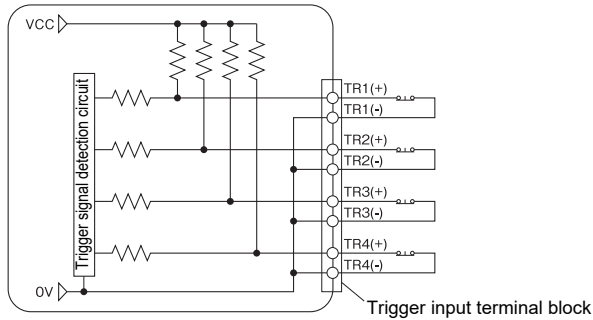 VCC
Trigger signal detection circuit
TR1(+)
TR1(-)
TR2(+)
TR2(-)
TR3(+)
TR3(-)
TR4(+)
TR4(-)
0V
Trigger input terminal block